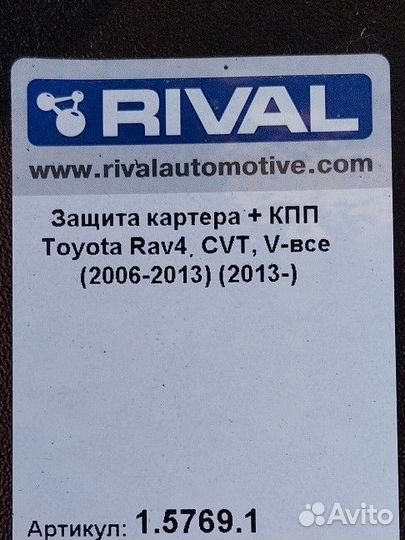 RIVAL
www.rivalautomotive.com
Защита картера + КПП
Toyota Rav4, CVT, V-все
(2006-2013) (2013-)
Артикул: 1.5769.1
Avito